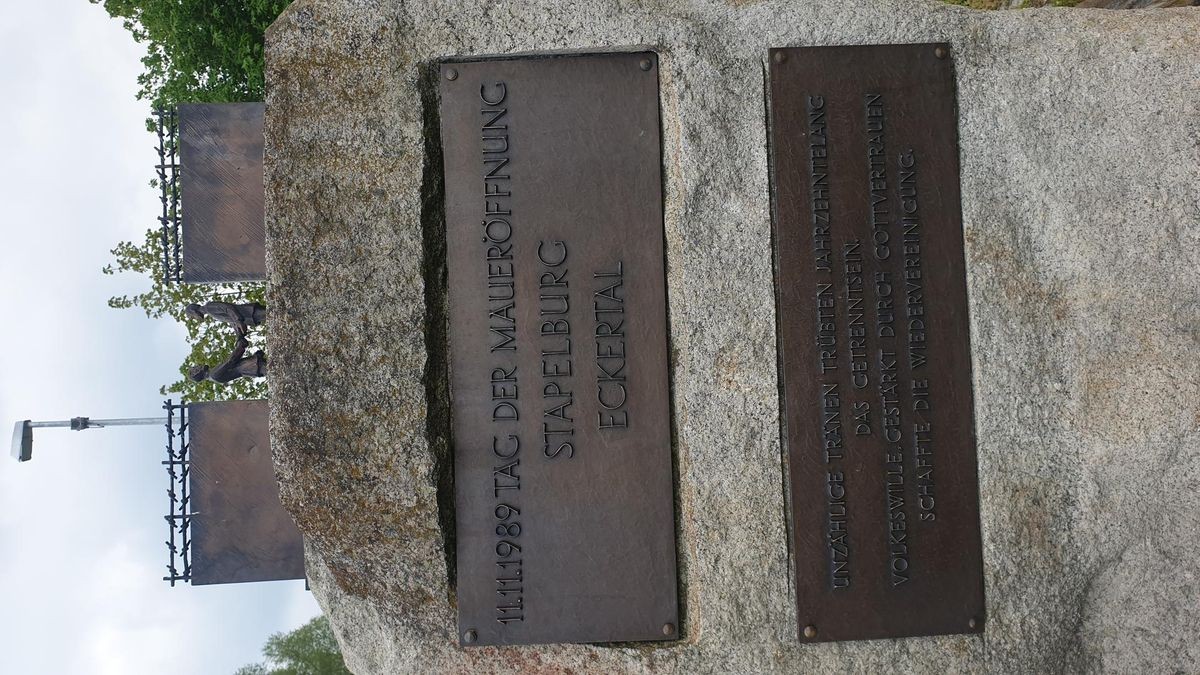 11.11.1989 TAG DER MAUERÖFFNUNG
STAPELBURG
ECKERTAL
UNZÄHLIGE TRÄNEN TRÜBTEN JAHRZEHNTELANG
DAS GETRENNTSEIN.
VOLKESWILLE, GESTÄRKT DURCH GOTTVERTRAUEN
SCHAFFTE DIE WIEDERVEREINIGUNG.